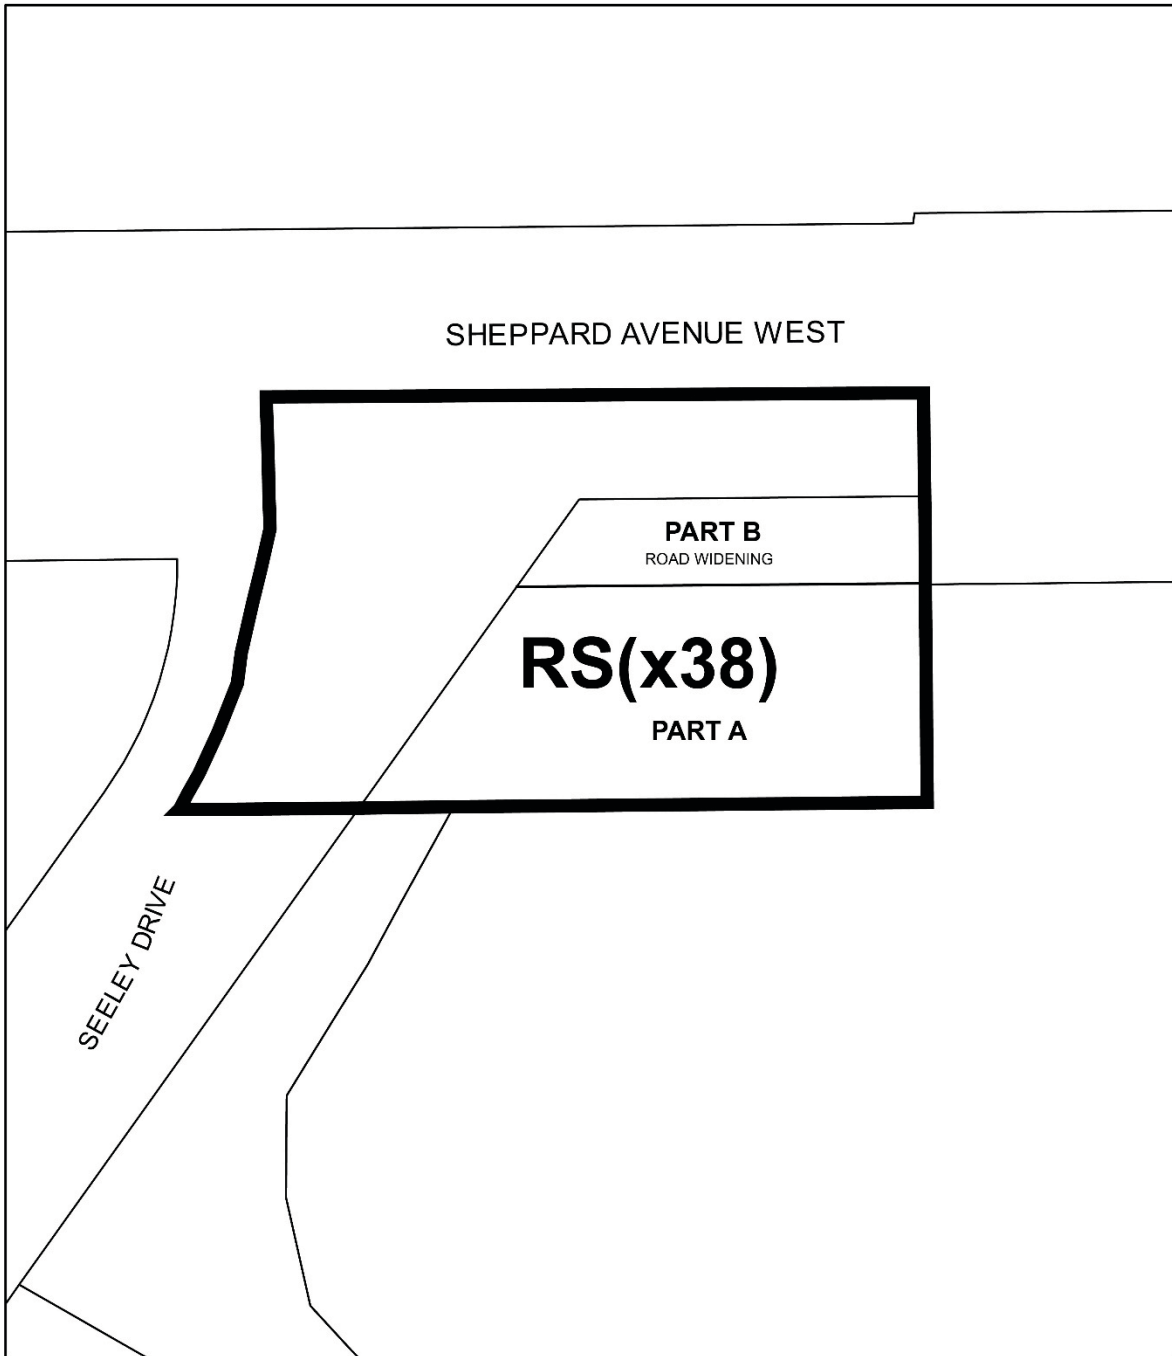 SHEPPARD AVENUE WEST
PART B
ROAD WIDENING
RS(x38)
PART A
SEELEY DRIVE